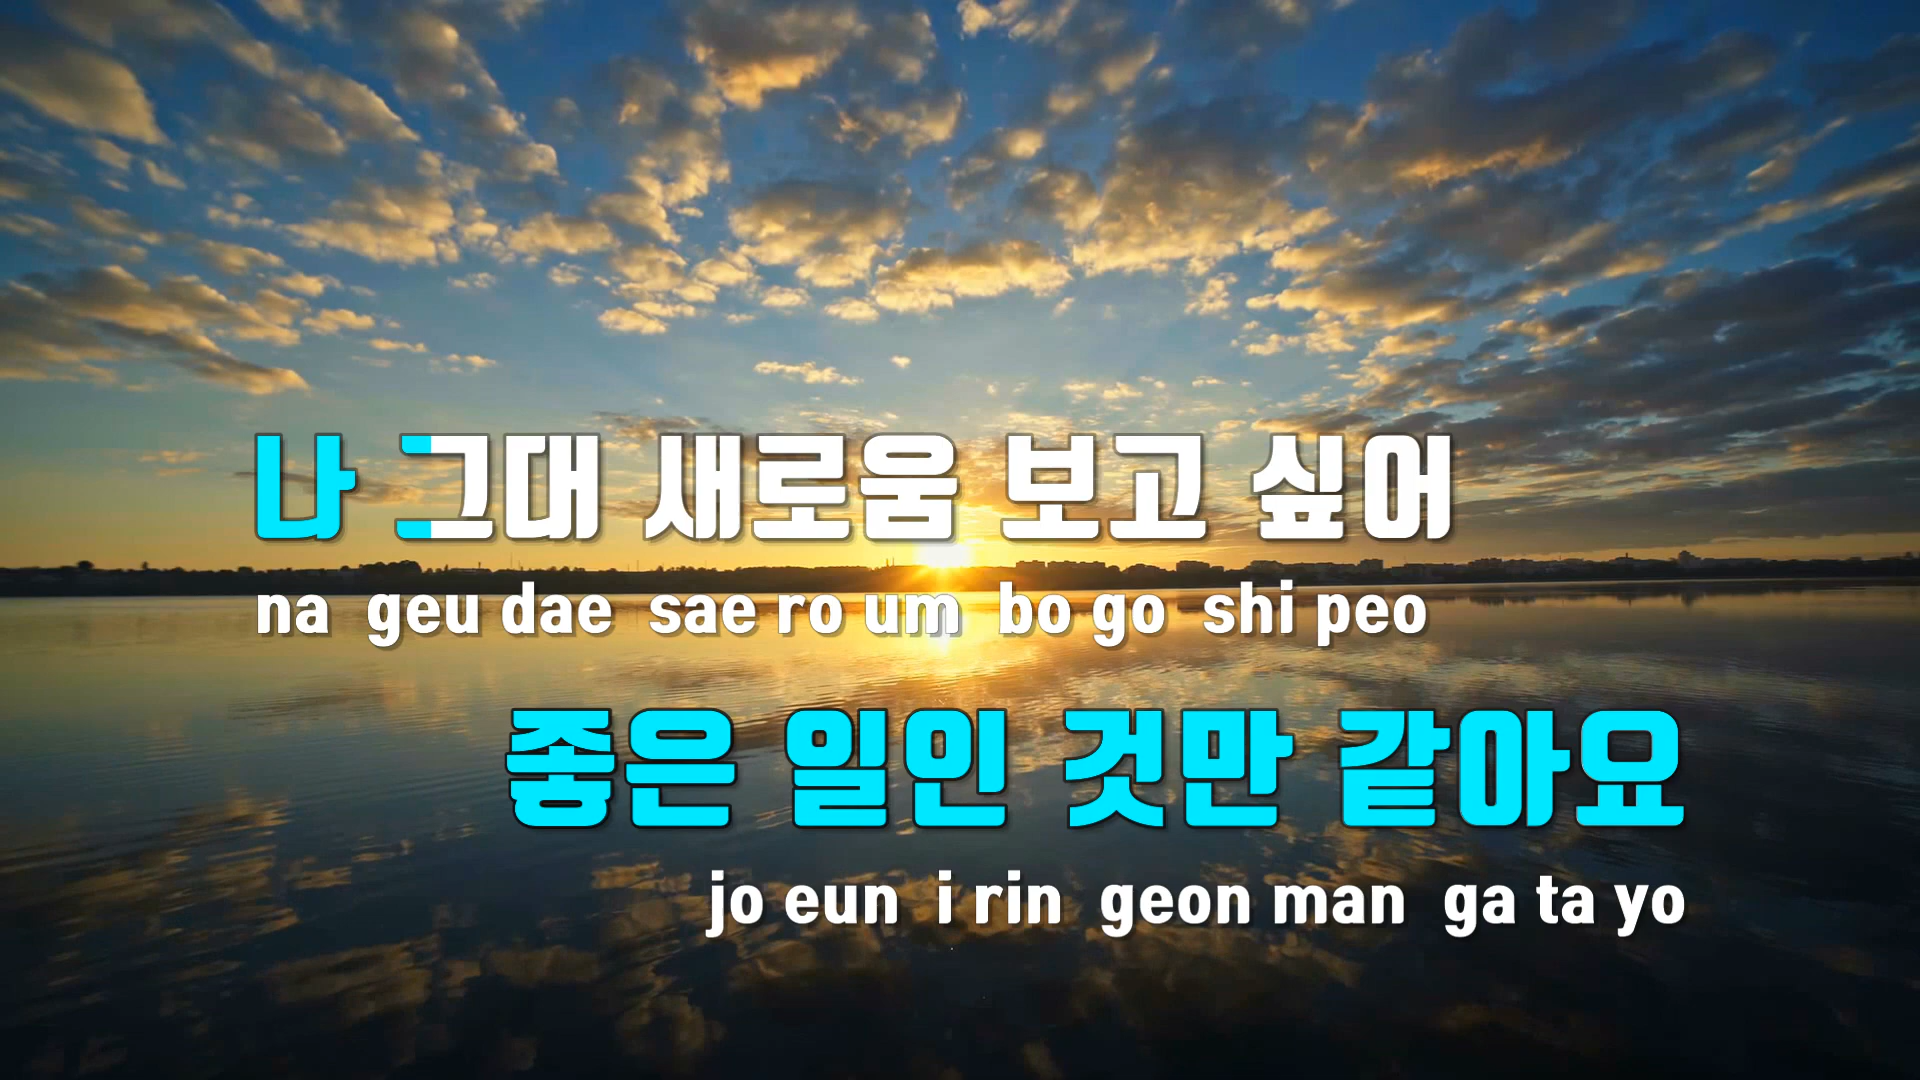 나 그대 새로움 보고 싶어
na geu dae sae ro um bo go shi peo
좋은 일인 것만 같아요
jo eun i rin geon man ga ta yo